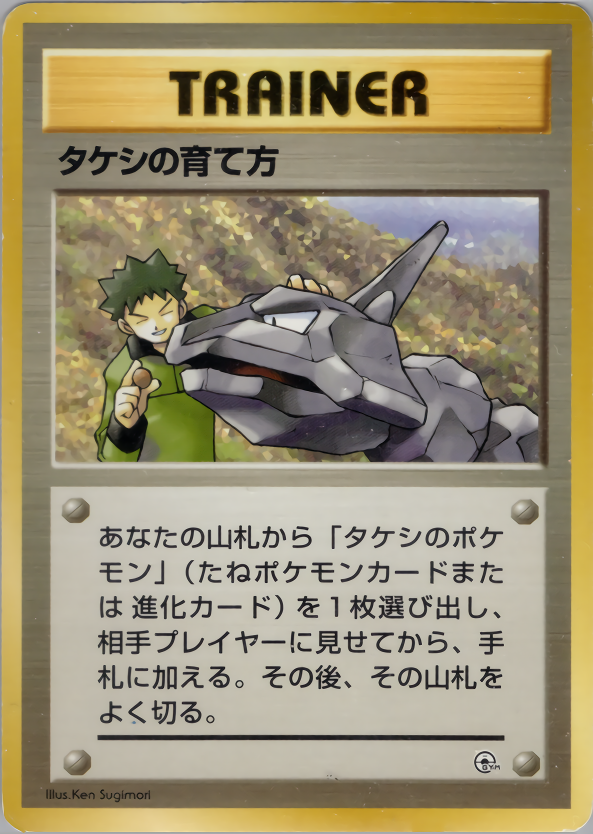 TRAINER
タケシの育て方
あなたの山札から「タケシのポケ
モン」（たねポケモンカードまた
は 進化カード）を１枚選び出し、
相手プレイヤーに見せてから、手
札に加える。その後、その山札を
よく切る。
GYM
Illus.Ken Sugimori